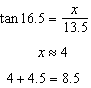 tan 16.5 = x/13.5
x ≈ 4
4 + 4.5 = 8.5